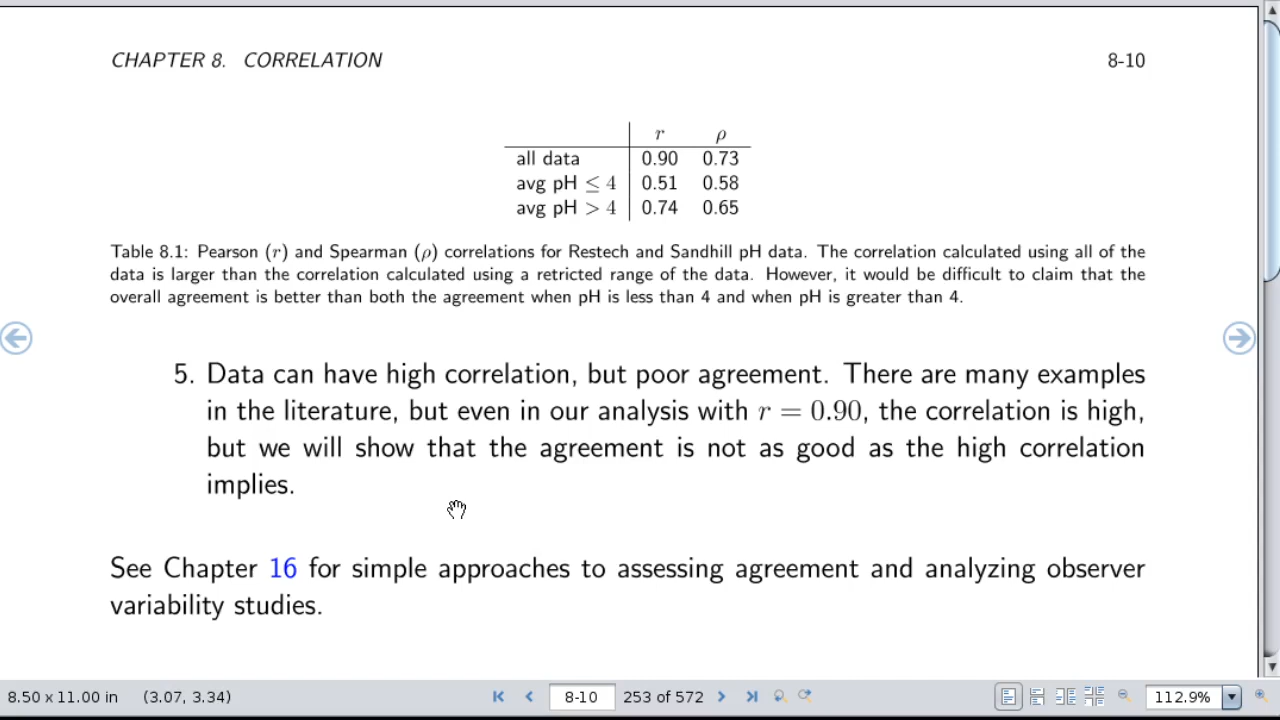 CHAPTER 8. CORRELATION 8-10
r ρ
all data 0.90 0.73
avg pH ≤ 4 0.51 0.58
avg pH > 4 0.74 0.65
Table 8.1: Pearson (r) and Spearman (ρ) correlations for Restech and Sandhill pH data. The correlation calculated using all of the
data is larger than the correlation calculated using a retricted range of the data. However, it would be difficult to claim that the
overall agreement is better than both the agreement when pH is less than 4 and when pH is greater than 4.
5. Data can have high correlation, but poor agreement. There are many examples
in the literature, but even in our analysis with r = 0.90, the correlation is high,
but we will show that the agreement is not as good as the high correlation
implies.
See Chapter 16 for simple approaches to assessing agreement and analyzing observer
variability studies.
8.50 x 11.00 in (3.07, 3.34) 8-10 253 of 572 112.9%